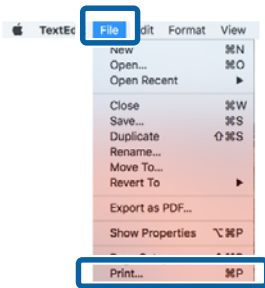 TextEd File dit Format View
New ⌘N
Open... ⌘O
Open Recent ▶
Close ⌘W
Save... ⌘S
Duplicate ⇧⌘S
Rename...
Move To...
Revert To ▶
Export as PDF...
Show Properties ⌥⌘P
Print... ⌘P